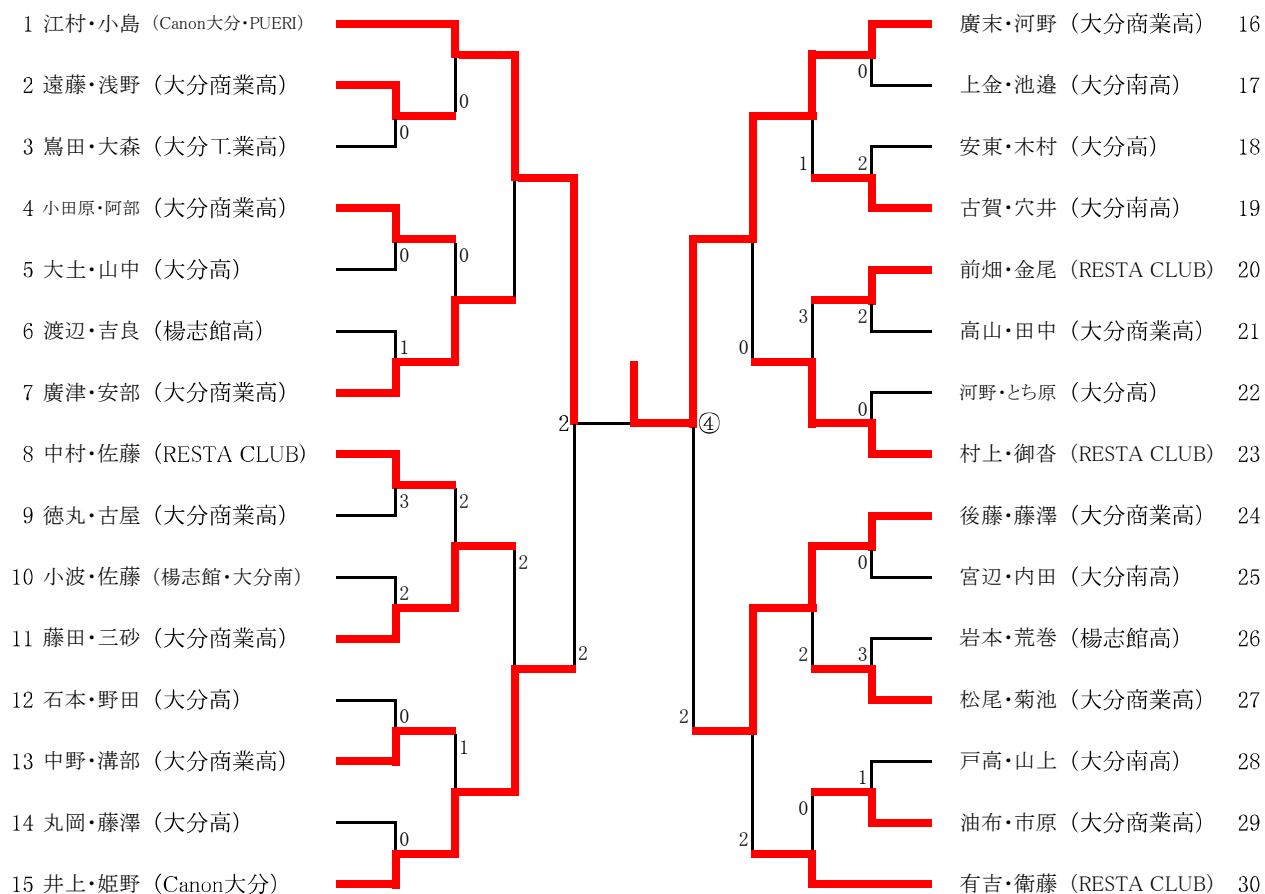 1 江村・小島 (Canon大分・PUERI)
2 遠藤・浅野 (大分商業高)
0
0
3 嶌田・大森 (大分工業高)
4 小田原・阿部 (大分商業高)
0
0
5 大土・山中 (大分高)
6 渡辺・吉良 (楊志館高)
1
7 廣津・安部 (大分商業高)
2
8 中村・佐藤 (RESTA CLUB)
3
2
9 徳丸・古屋 (大分商業高)
2
10 小波・佐藤 (楊志館・大分南)
2
11 藤田・三砂 (大分商業高)
2
12 石本・野田 (大分高)
0
1
13 中野・溝部 (大分商業高)
14 丸岡・藤澤 (大分高)
0
15 井上・姫野 (Canon大分)
廣末・河野 (大分商業高) 16
0
上金・池邉 (大分南高) 17
安東・木村 (大分高) 18
1
2
古賀・穴井 (大分南高) 19
前畑・金尾 (RESTA CLUB) 20
3
2
高山・田中 (大分商業高) 21
0
河野・とち原 (大分高) 22
0
④
村上・御沓 (RESTA CLUB) 23
後藤・藤澤 (大分商業高) 24
0
宮辺・内田 (大分南高) 25
岩本・荒巻 (楊志館高) 26
2
3
松尾・菊池 (大分商業高) 27
2
戸高・山上 (大分南高) 28
1
0
油布・市原 (大分商業高) 29
2
有吉・衛藤 (RESTA CLUB) 30